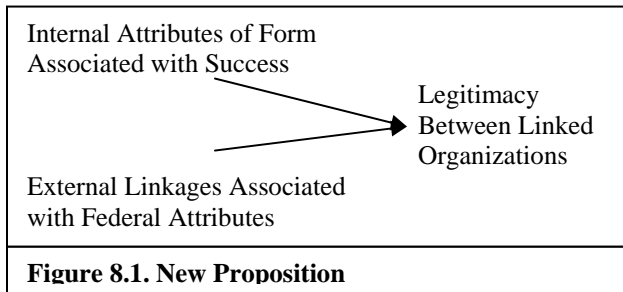 Internal Attributes of Form
Associated with Success
Legitimacy
Between Linked
Organizations
External Linkages Associated
with Federal Attributes
Figure 8.1. New Proposition